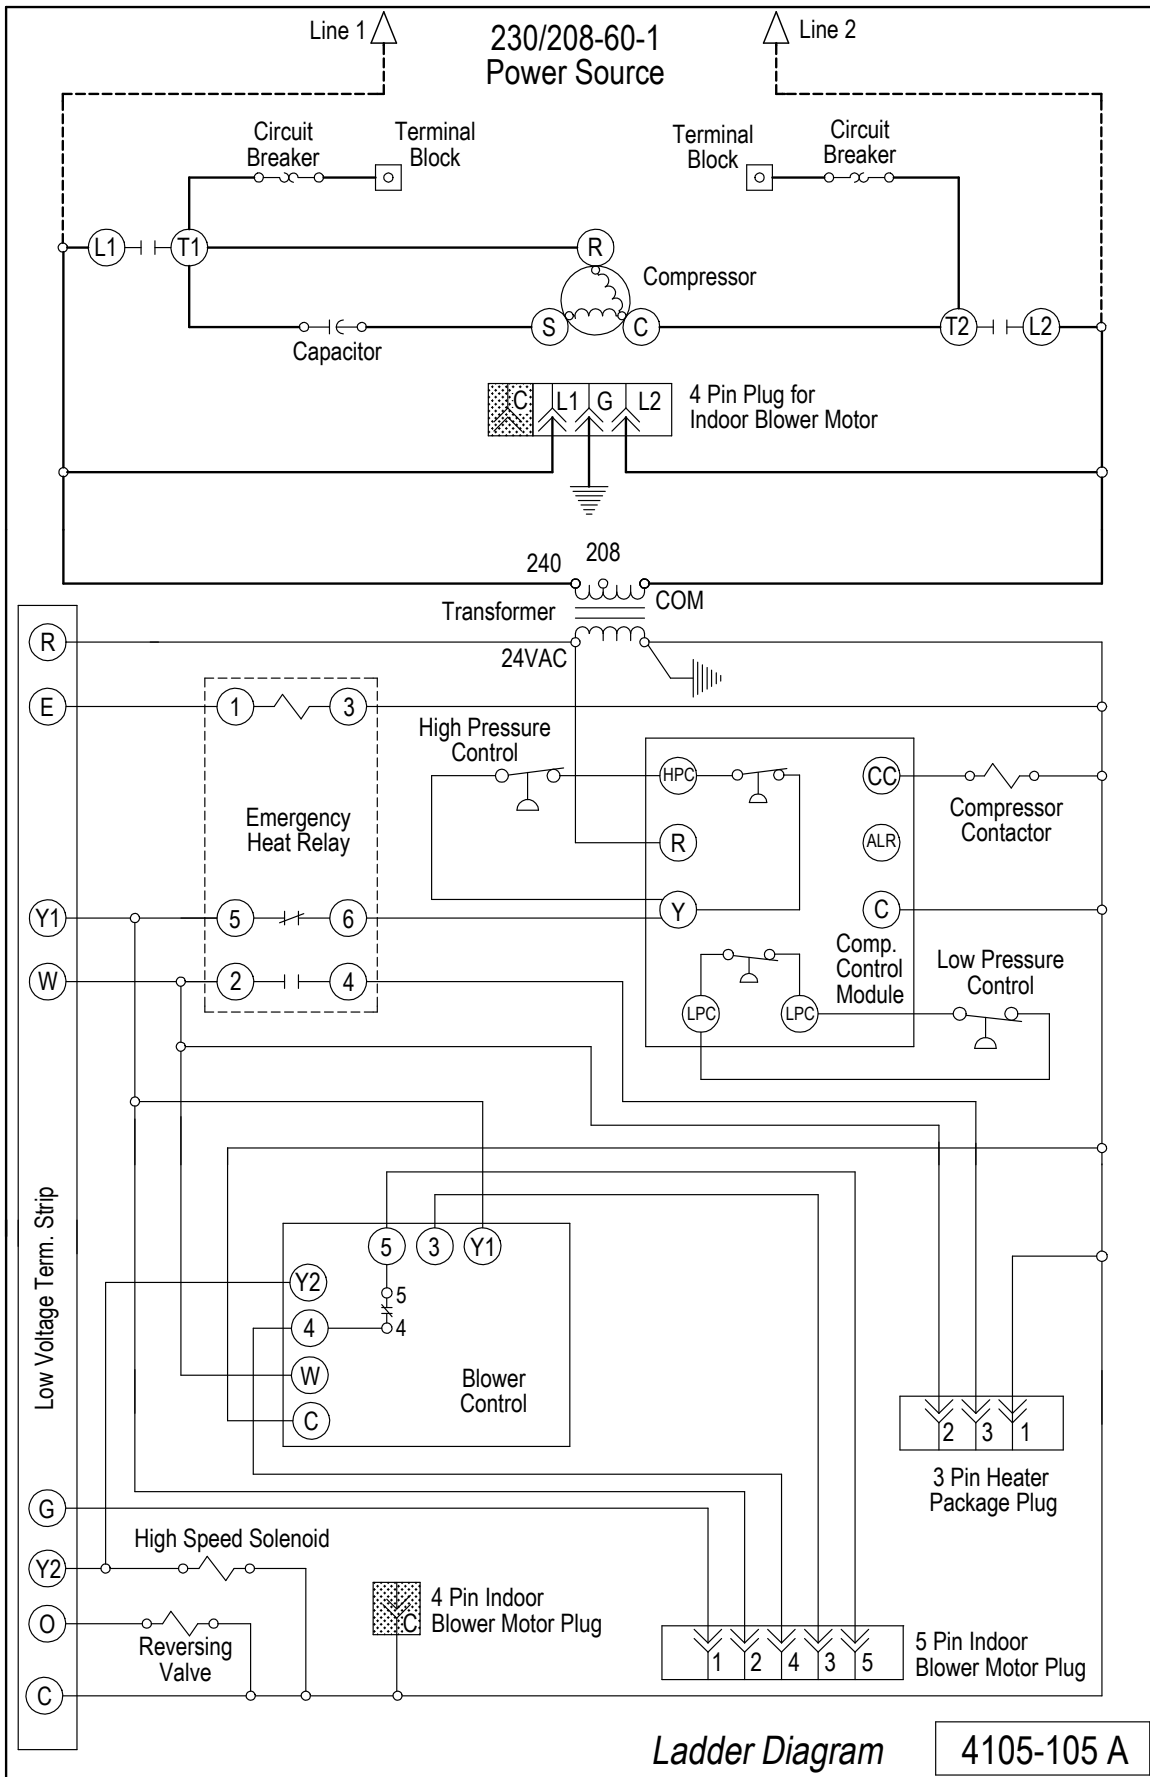 Line 1
230/208-60-1
Power Source
Line 2
Circuit
Breaker
Terminal
Block
Terminal
Block
Circuit
Breaker
L1
T1
R
Compressor
S
C
T2
L2
Capacitor
C
L1
G
L2
4 Pin Plug for
Indoor Blower Motor
240
208
Transformer
COM
R
24VAC
E
1
3
High Pressure
Control
HPC
CC
Compressor
Contactor
Emergency
Heat Relay
R
ALR
Y1
5
6
Y
C
Comp.
Control
Module
Low Pressure
Control
W
2
4
LPC
LPC
Low Voltage Term. Strip
5
3
Y1
Y2
5
4
4
W
Blower
Control
C
2
3
1
3 Pin Heater
Package Plug
G
High Speed Solenoid
Y2
O
Reversing
Valve
C
4 Pin Indoor
Blower Motor Plug
C
1
2
4
3
5
5 Pin Indoor
Blower Motor Plug
Ladder Diagram
4105-105 A